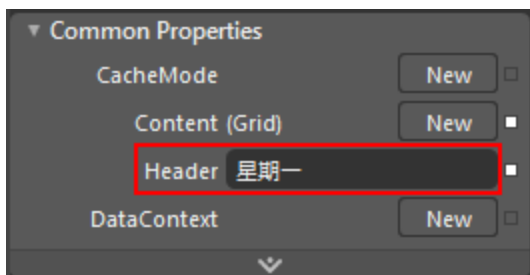 Common Properties
CacheMode New
Content (Grid) New
Header 星期一
DataContext New